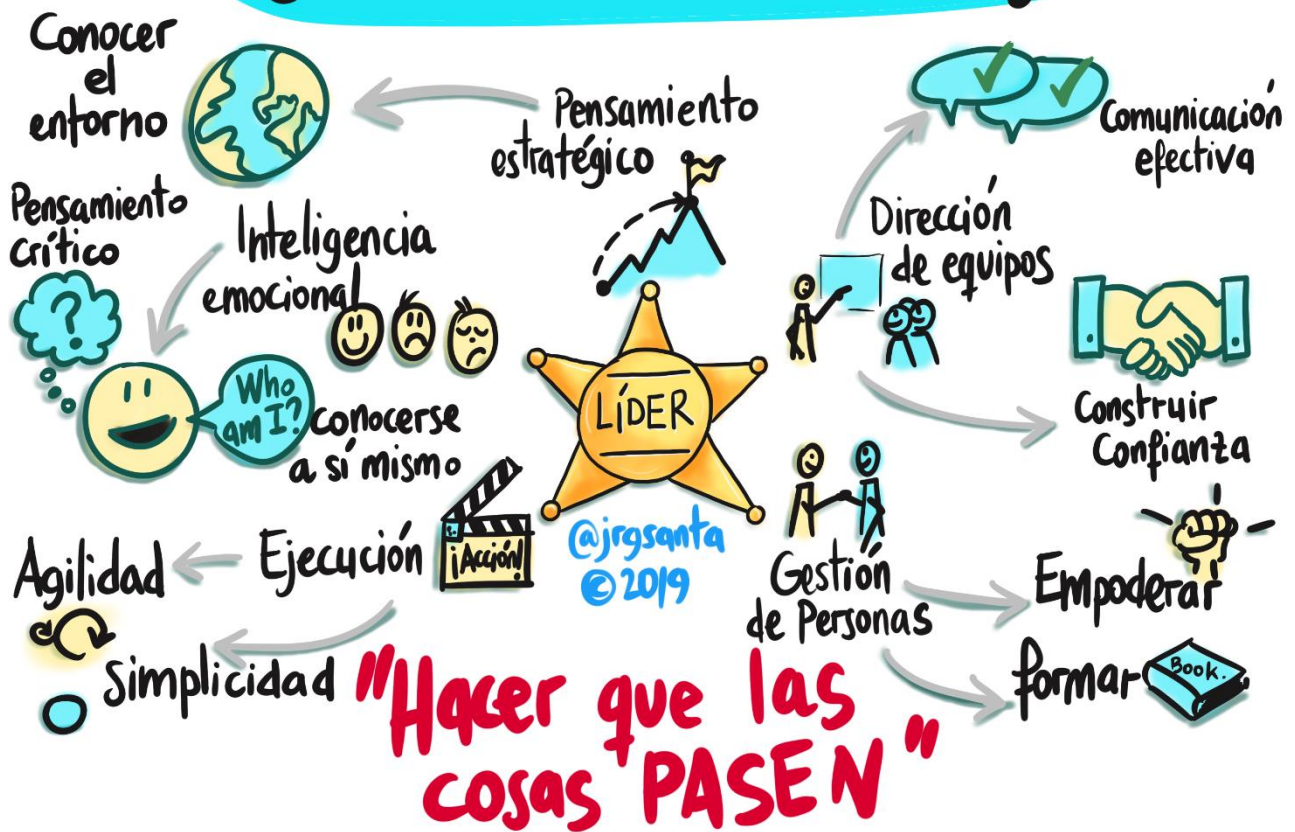 Conocer
el
entorno
Pensamiento
estratégico
Comunicación
efectiva
Pensamiento
crítico
?
Inteligencia
emocional
Dirección
de equipos
Who
am I?
conocerse
a sí mismo
LÍDER
Construir
Confianza
@jrgsanta
© 2019
Agilidad
Ejecución
¡Acción!
Simplicidad
Gestión
de Personas
Empoderar
formar
Book.
"Hacer que las
cosas PASEN"